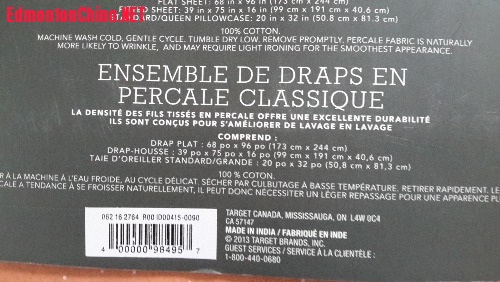 EdmontonChina.Net
FLAT SHEET: 68 in x 96 in (173 cm x 244 cm)
FITTED SHEET: 39 in x 75 in x 16 in (99 cm x 191 cm x 40.6 cm)
STANDARD/QUEEN PILLOWCASE: 20 in x 32 in (50.8 cm x 81.3 cm)
100% COTTON.
MACHINE WASH COLD, GENTLE CYCLE. TUMBLE DRY LOW. REMOVE PROMPTLY. PERCALE FABRIC IS NATURALLY
MORE LIKELY TO WRINKLE, AND MAY REQUIRE LIGHT IRONING FOR THE SMOOTHEST APPEARANCE.
ENSEMBLE DE DRAPS EN
PERCALE CLASSIQUE
LA DENSITÉ DES FILS TISSÉS EN PERCALE OFFRE UNE EXCELLENTE DURABILITÉ
ILS SONT CONÇUS POUR S'AMÉLIORER DE LAVAGE EN LAVAGE
COMPREND :
DRAP PLAT : 68 po x 96 po (173 cm x 244 cm)
DRAP-HOUSSE : 39 po x 75 po x 16 po (99 cm x 191 cm x 40,6 cm)
TAIE D'OREILLER STANDARD/GRANDE : 20 po x 32 po (50,8 cm x 81,3 cm)
100 % COTON.
R À LA MACHINE À L'EAU FROIDE, AU CYCLE DÉLICAT. SÉCHER PAR CULBUTAGE À BASSE TEMPÉRATURE. RETIRER RAPIDEMENT. LE
CALE A TENDANCE À SE FROISSER NATURELLEMENT, IL PEUT DONC NÉCESSITER UN LÉGER REPASSAGE POUR UNE APPARENCE PLU
062 16 2764 R00 ID00415-0090
4 00000 98495 7
TARGET CANADA, MISSISSAUGA, ON L4W 0C4
CA57147
MADE IN INDIA / FABRIQUÉ EN INDE
© 2013 TARGET BRANDS, INC.
GUEST SERVICES / SERVICE À LA CLIENTÈLE :
1-800-440-0680